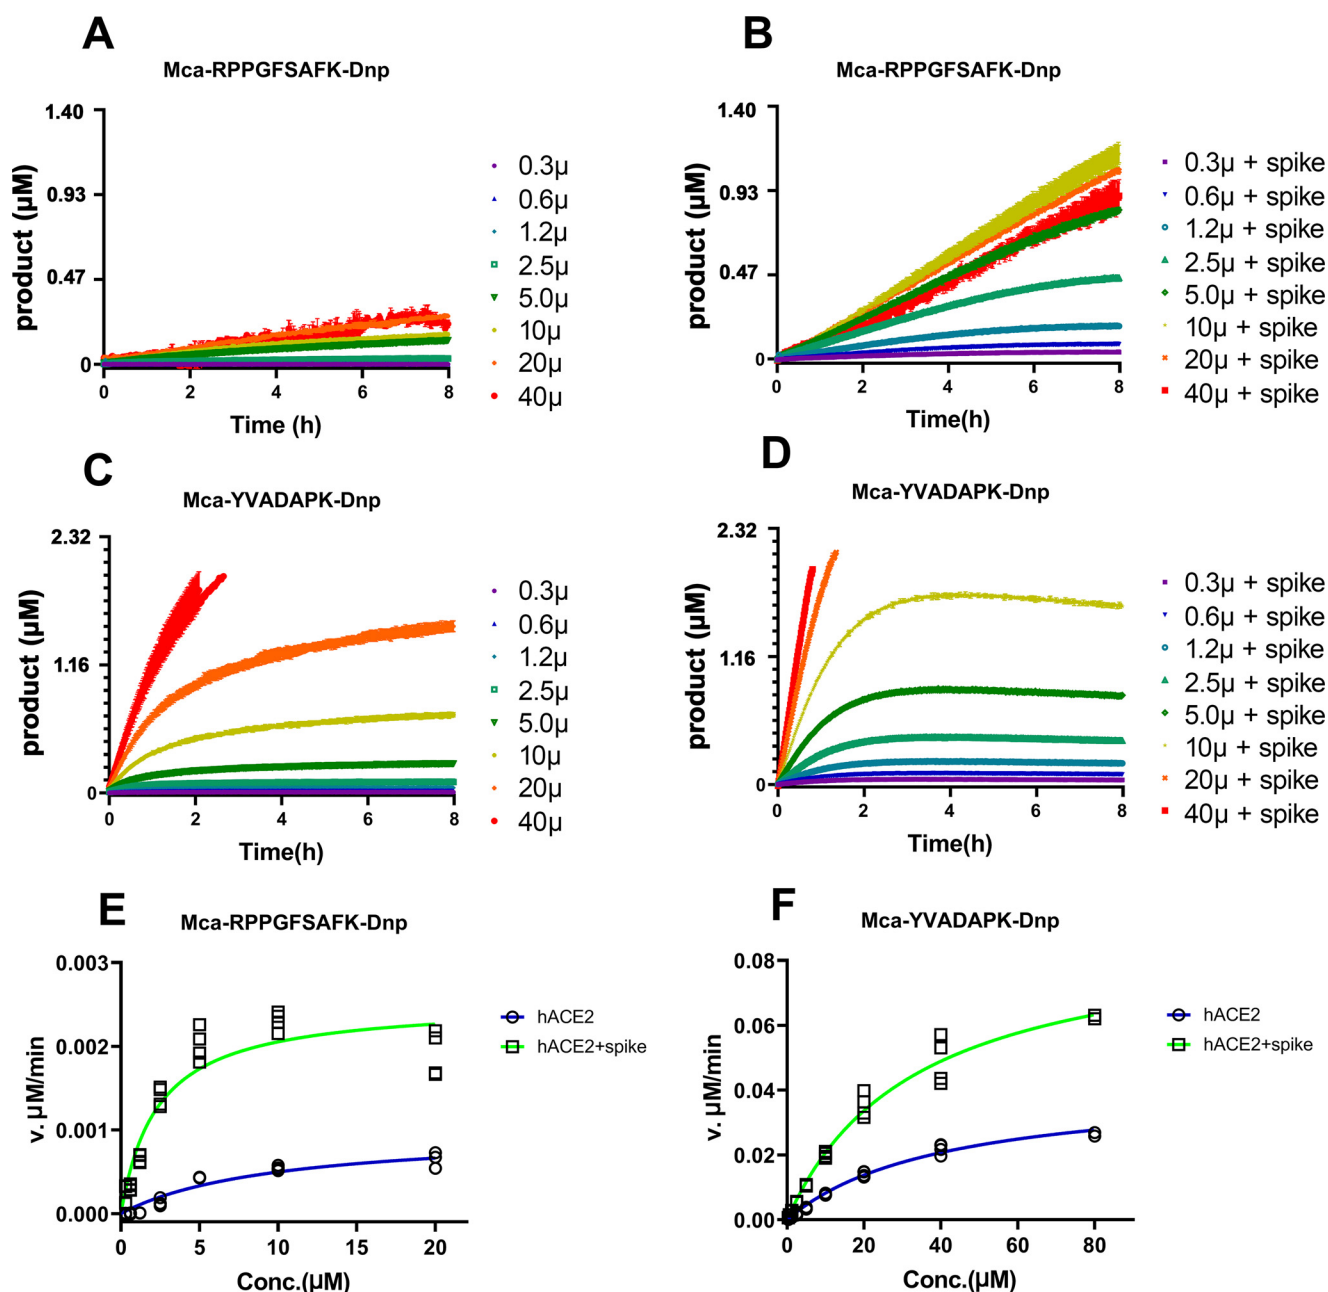 A
Mca-RPPGFSAFK-Dnp
1.40
0.93
0.47
0
product (µM)
0 2 4 6 8
Time (h)
0.3µ
0.6µ
1.2µ
2.5µ
5.0µ
10µ
20µ
40µ
B
Mca-RPPGFSAFK-Dnp
1.40
0.93
0.47
0
product (µM)
0 2 4 6 8
Time(h)
0.3µ + spike
0.6µ + spike
1.2µ + spike
2.5µ + spike
5.0µ + spike
10µ + spike
20µ + spike
40µ + spike
C
Mca-YVADAPK-Dnp
2.32
1.16
0
product (µM)
0 2 4 6 8
Time(h)
0.3µ
0.6µ
1.2µ
2.5µ
5.0µ
10µ
20µ
40µ
D
Mca-YVADAPK-Dnp
2.32
1.16
0
product (µM)
0 2 4 6 8
Time(h)
0.3µ + spike
0.6µ + spike
1.2µ + spike
2.5µ + spike
5.0µ + spike
10µ + spike
20µ + spike
40µ + spike
E
Mca-RPPGFSAFK-Dnp
0.003
0.002
0.001
0.000
v. µM/min
0 5 10 15 20
Conc.(µM)
hACE2
hACE2+spike
F
Mca-YVADAPK-Dnp
0.08
0.06
0.04
0.02
0.00
v. µM/min
0 20 40 60 80
Conc.(µM)
hACE2
hACE2+spike